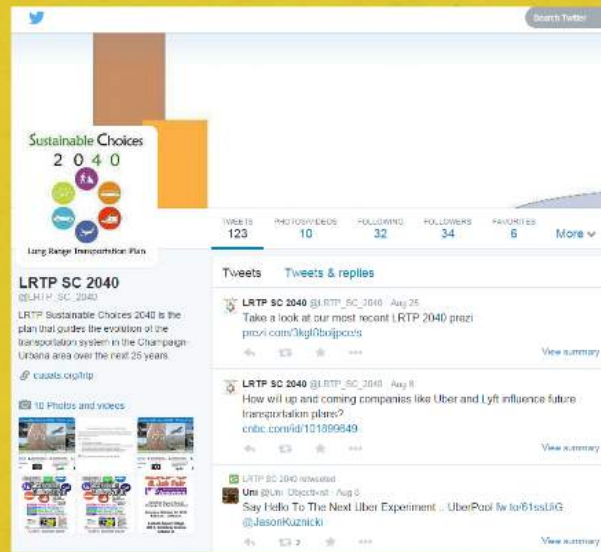 Search Twitter
Sustainable Choices
2040
Long Range Transportation Plan
TWEETS
123
PHOTOS/VIDEOS
10
FOLLOWING
32
FOLLOWERS
34
FAVORITES
6
More
LRTP SC 2040
@LRTP_SC_2040
LRTP Sustainable Choices 2040 is the
plan that guides the evolution of the
transportation system in the Champaign-
Urbana area over the next 25 years.
10 Photos and videos
Tweets Tweets & replies
LRTP SC 2040 @LRTP_SC_2040 · Aug 25
Take a look at our most recent LRTP 2040 prezi
View summary
LRTP SC 2040 @LRTP_SC_2040 · Aug 8
How will up and coming companies like Uber and Lyft influence future
transportation plans?
cnbc.com/id/101899649
View summary
LRTP SC 2040 retweeted
Uni · Aug 8
Say Hello To The Next Uber Experiment .. UberPool
@JasonKuznicki
2
View summary